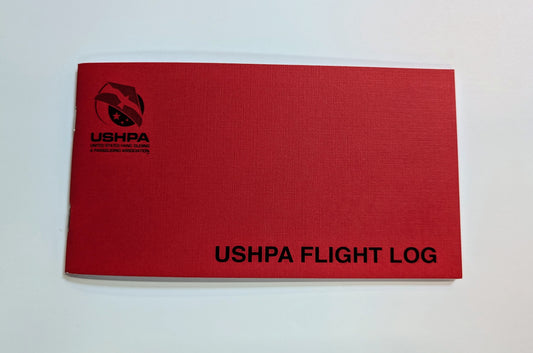 USHPA
UNITED STATES HANG GLIDING
& PARAGLIDING ASSOCIATION
USHPA FLIGHT LOG